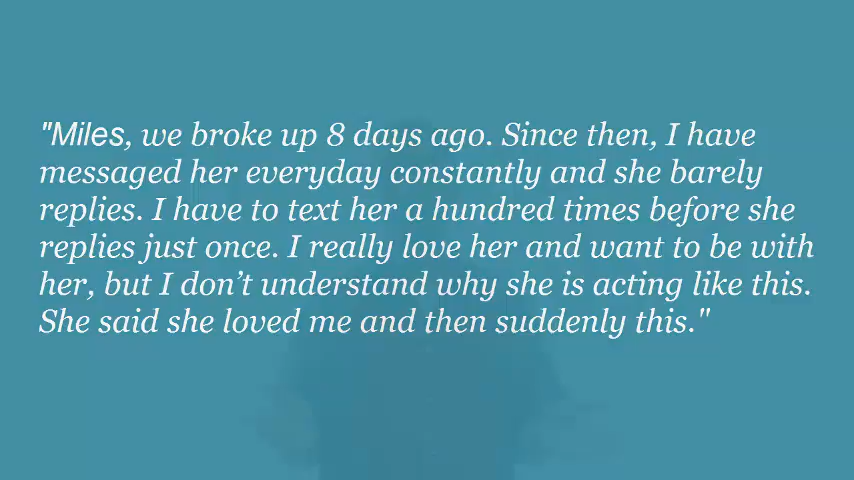 "Miles, we broke up 8 days ago. Since then, I have
messaged her everyday constantly and she barely
replies. I have to text her a hundred times before she
replies just once. I really love her and want to be with
her, but I don’t understand why she is acting like this.
She said she loved me and then suddenly this."